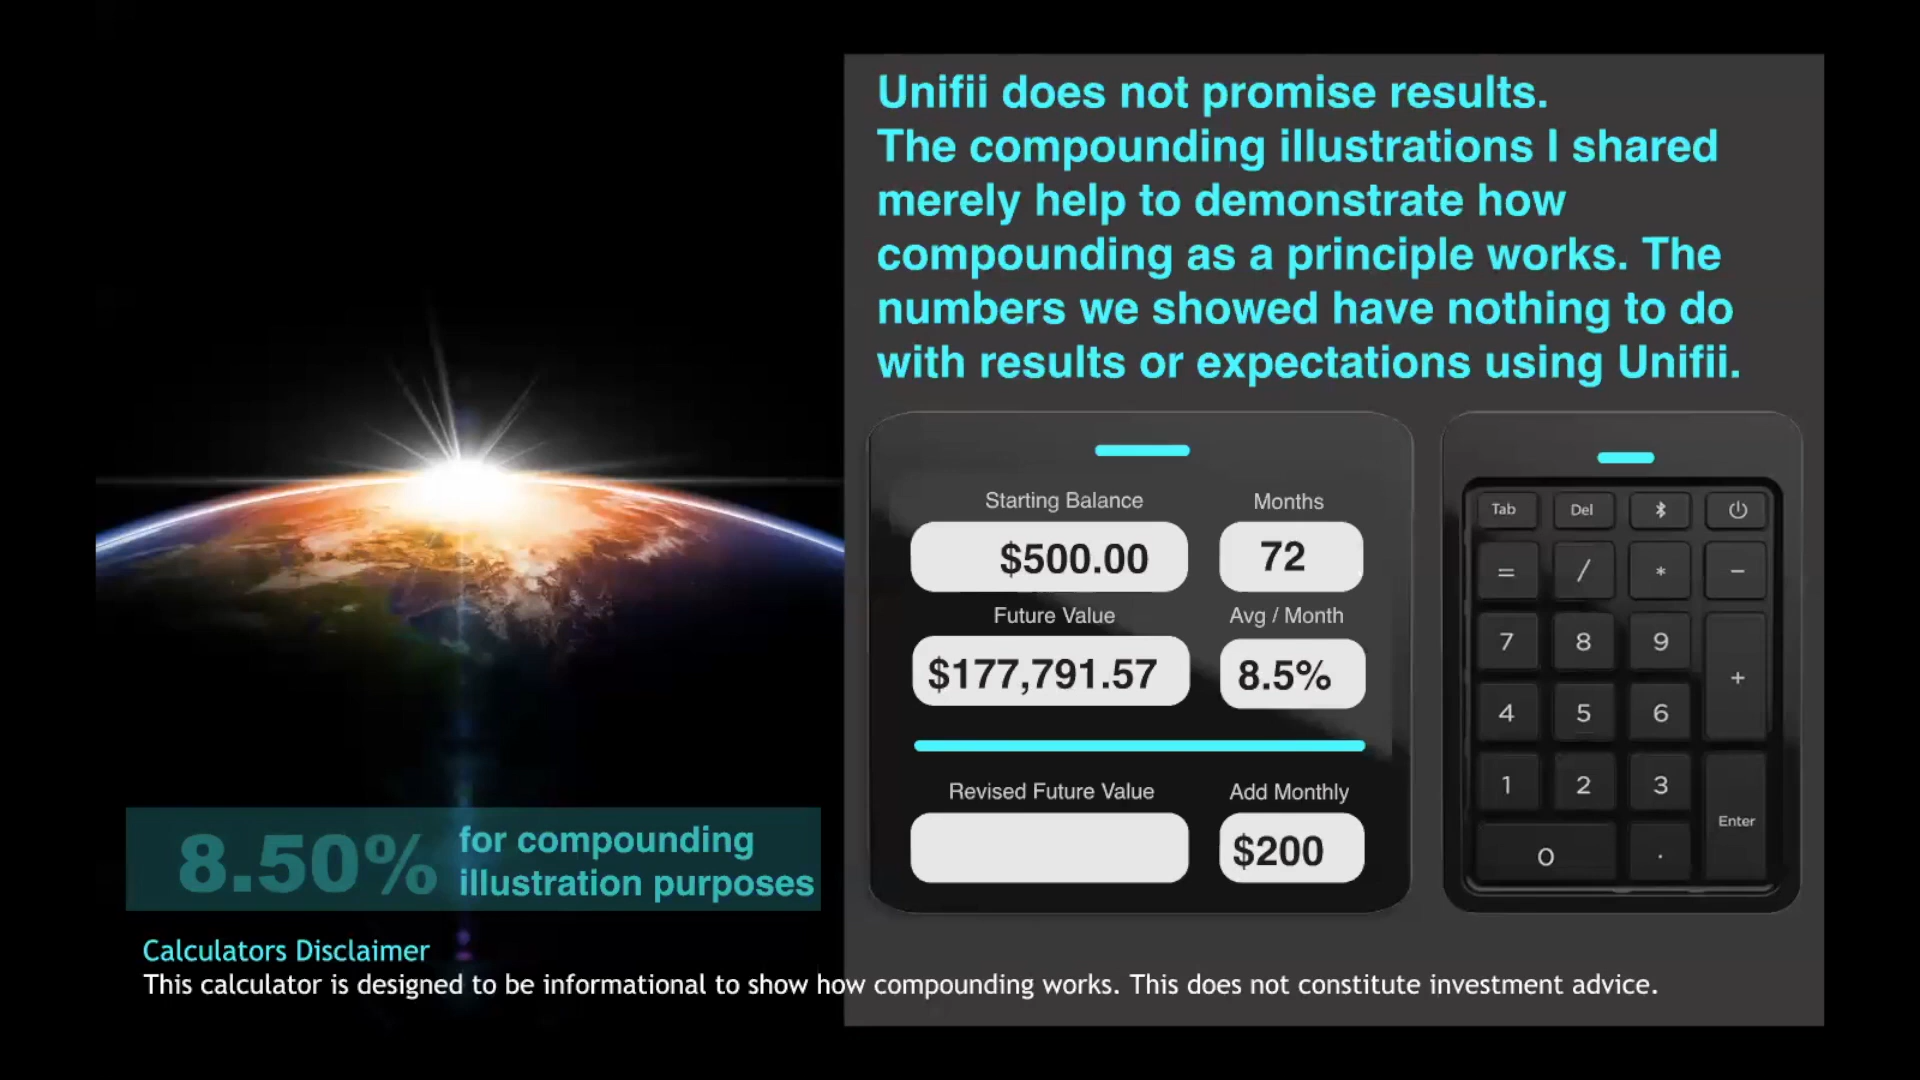 Unifii does not promise results.
The compounding illustrations I shared
merely help to demonstrate how
compounding as a principle works. The
numbers we showed have nothing to do
with results or expectations using Unifii.
Starting Balance
Months
$500.00
72
Future Value
Avg / Month
$177,791.57
8.5%
Revised Future Value
Add Monthly
$200
Tab
Del
=
/
*
−
7
8
9
+
4
5
6
1
2
3
Enter
0
.
8.50%
for compounding
illustration purposes
Calculators Disclaimer
This calculator is designed to be informational to show how compounding works. This does not constitute investment advice.